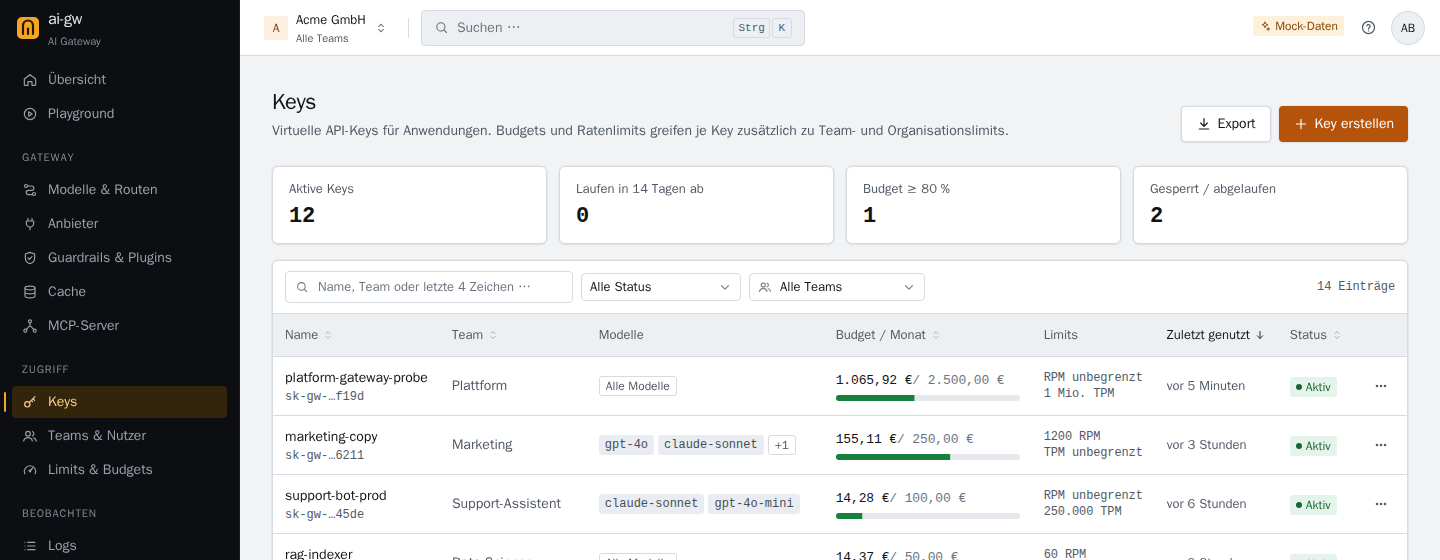 ai-gw
AI Gateway
Übersicht
Playground
GATEWAY
Modelle & Routen
Anbieter
Guardrails & Plugins
Cache
MCP-Server
ZUGRIFF
Keys
Teams & Nutzer
Limits & Budgets
BEOBACHTEN
Logs
A
Acme GmbH
Alle Teams
Suchen ···
Strg K
Mock-Daten
AB
Keys
Virtuelle API-Keys für Anwendungen. Budgets und Ratenlimits greifen je Key zusätzlich zu Team- und Organisationslimits.
Export
Key erstellen
Aktive Keys
12
Laufen in 14 Tagen ab
0
Budget ≥ 80 %
1
Gesperrt / abgelaufen
2
Name, Team oder letzte 4 Zeichen ···
Alle Status
Alle Teams
14 Einträge
Name Team Modelle Budget / Monat Limits Zuletzt genutzt Status
platform-gateway-probe
sk-gw-…f19d
Plattform
Alle Modelle
1.065,92 €/ 2.500,00 €
RPM unbegrenzt
1 Mio. TPM
vor 5 Minuten
Aktiv
marketing-copy
sk-gw-…6211
Marketing
gpt-4o claude-sonnet +1
155,11 €/ 250,00 €
1200 RPM
TPM unbegrenzt
vor 3 Stunden
Aktiv
support-bot-prod
sk-gw-…45de
Support-Assistent
claude-sonnet gpt-4o-mini
14,28 €/ 100,00 €
RPM unbegrenzt
250.000 TPM
vor 6 Stunden
Aktiv
rag-indexer
14,37 €/ 50,00 €
60 RPM